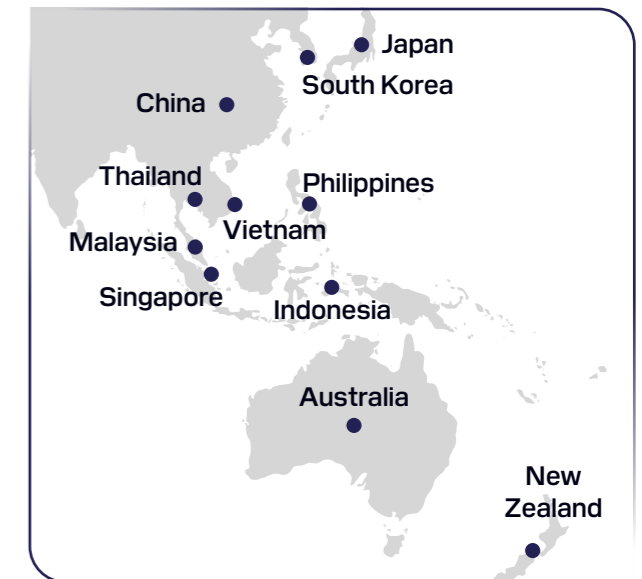 Japan
South Korea
China
Thailand
Philippines
Vietnam
Malaysia
Singapore
Indonesia
Australia
New
Zealand